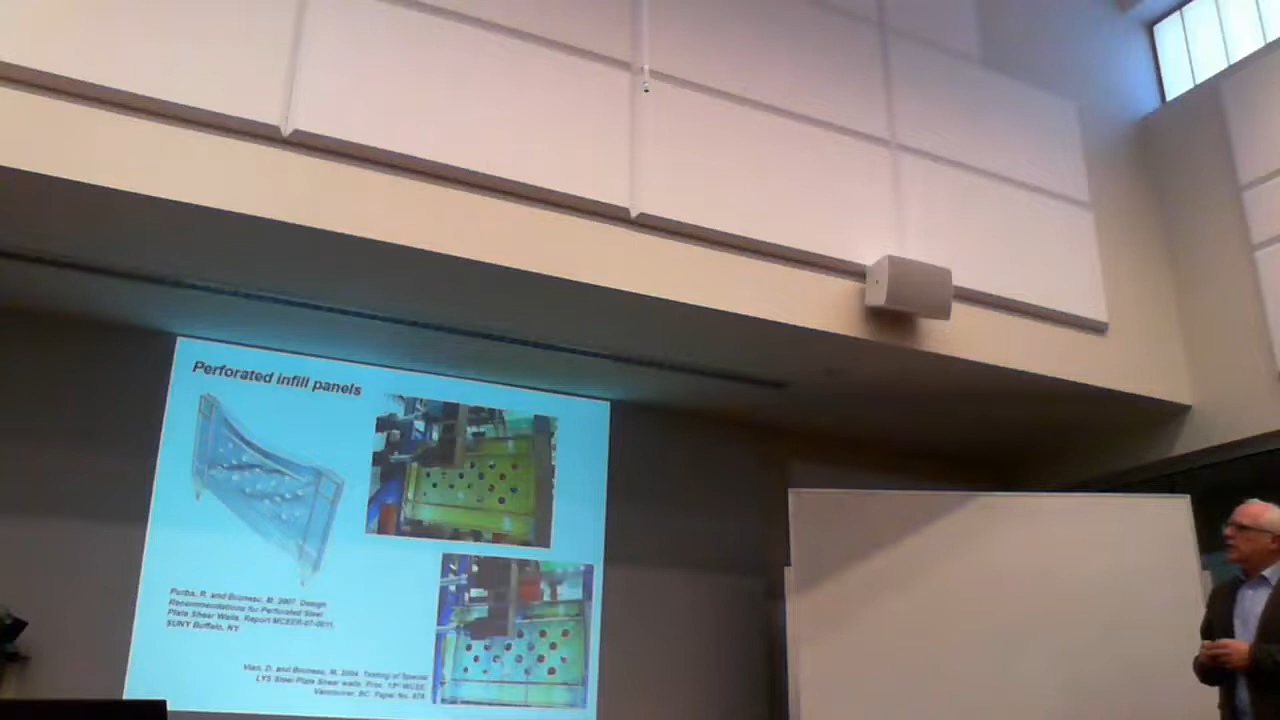 Perforated infill panels
Purba, R. and Bruneau, M. 2007. Design
Recommendations for Perforated Steel
Plate Shear Walls. Report MCEER-07-0011,
SUNY Buffalo, NY
Vian, D. and Bruneau, M. 2004. Testing of Special
LYS Steel Plate Shear walls. Proc. 13th WCEE
Vancouver, BC. Paper No. 978